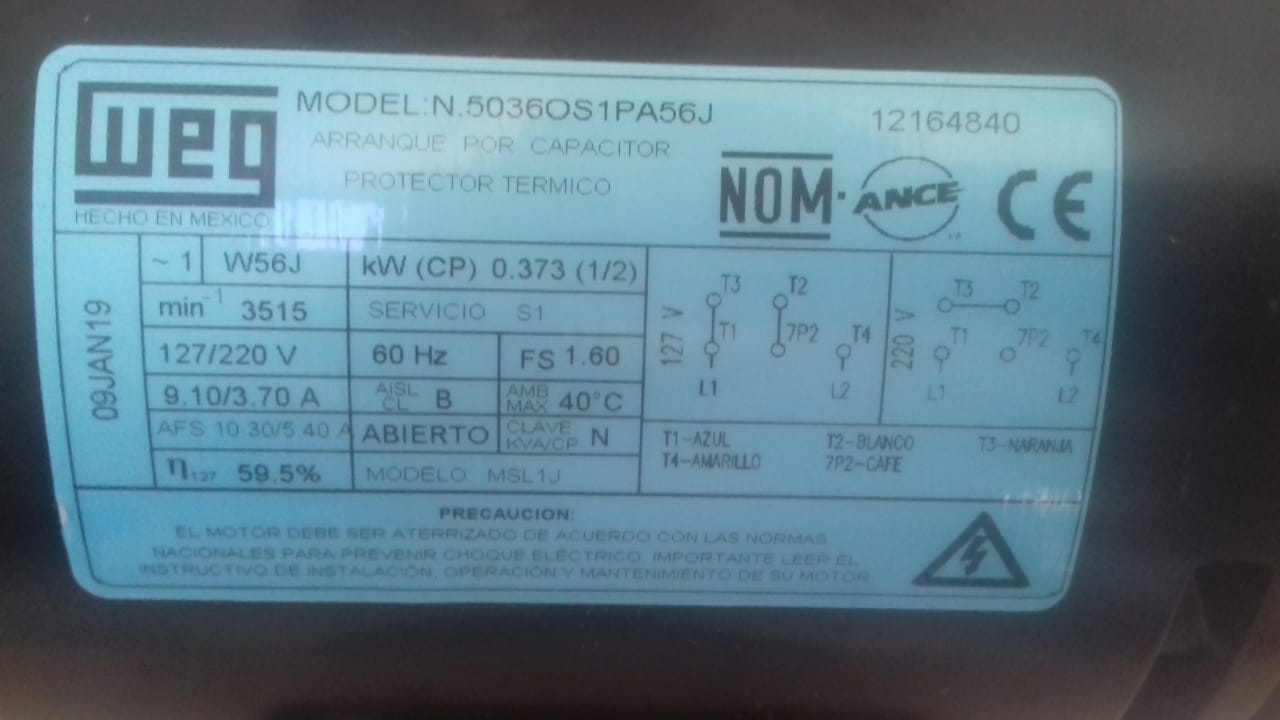 weg
MODEL:N.5036OS1PA56J
12164840
ARRANQUE POR CAPACITOR
PROTECTOR TERMICO
NOM·ANCE CE
HECHO EN MEXICO
09JAN19
~ 1 W56J kW (CP) 0.373 (1/2)
min⁻¹ 3515 SERVICIO S1
127/220 V 60 Hz FS 1.60
9.10/3.70 A AISL CL B AMB MAX 40°C
AFS 10.30/5.40 A ABIERTO CLAVE KVA/CP N
η127 59.5% MODELO MSL1J
127 V
T3 T2
T1 7P2 T4
L1 L2
220 V
T3 T2
T1 7P2 T4
L1 L2
T1-AZUL T2-BLANCO T3-NARANJA
T4-AMARILLO 7P2-CAFE
PRECAUCION:
EL MOTOR DEBE SER ATERRIZADO DE ACUERDO CON LAS NORMAS
NACIONALES PARA PREVENIR CHOQUE ELÉCTRICO. IMPORTANTE LEER EL
INSTRUCTIVO DE INSTALACIÓN, OPERACIÓN Y MANTENIMIENTO DE SU MOTOR